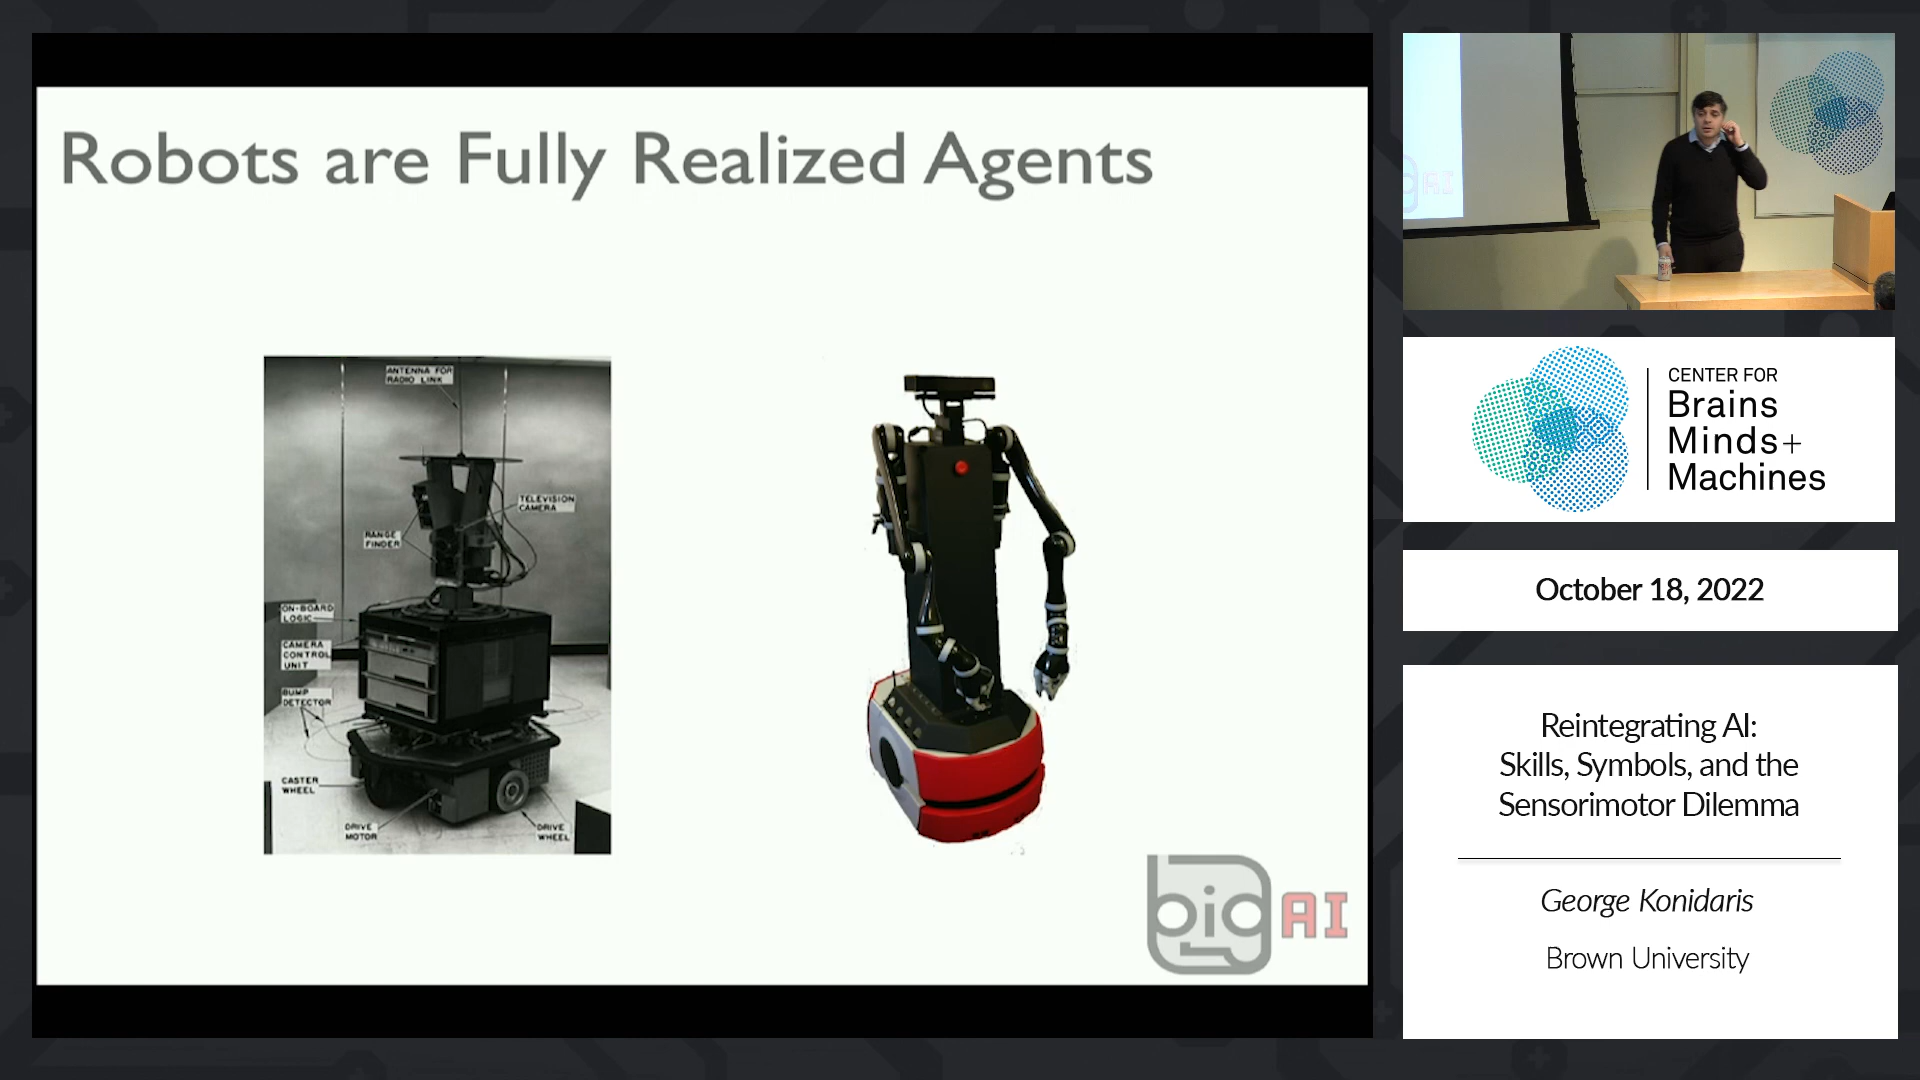 Robots are Fully Realized Agents
ANTENNA FOR
RADIO LINK
TELEVISION
CAMERA
RANGE
FINDER
ON-BOARD
LOGIC
CAMERA
CONTROL
UNIT
BUMP
DETECTOR
CASTER
WHEEL
DRIVE
MOTOR
DRIVE
WHEEL
big AI
AI
CENTER FOR
Brains
Minds+
Machines
October 18, 2022
Reintegrating AI:
Skills, Symbols, and the
Sensorimotor Dilemma
George Konidaris
Brown University